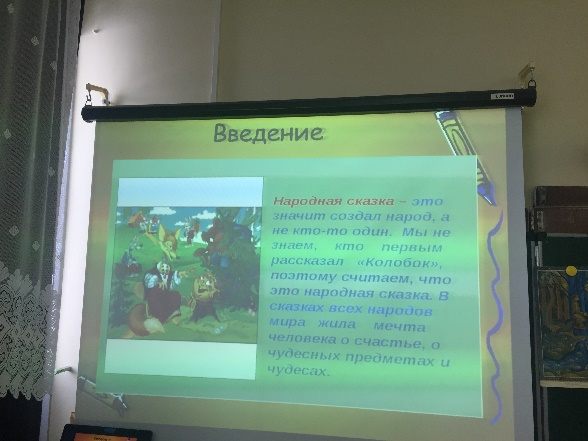 Введение
Народная сказка – это
значит создал народ, а
не кто-то один. Мы не
знаем, кто первым
рассказал «Колобок»,
поэтому считаем, что
это народная сказка. В
сказках всех народов
мира жила мечта
человека о счастье, о
чудесных предметах и
чудесах.